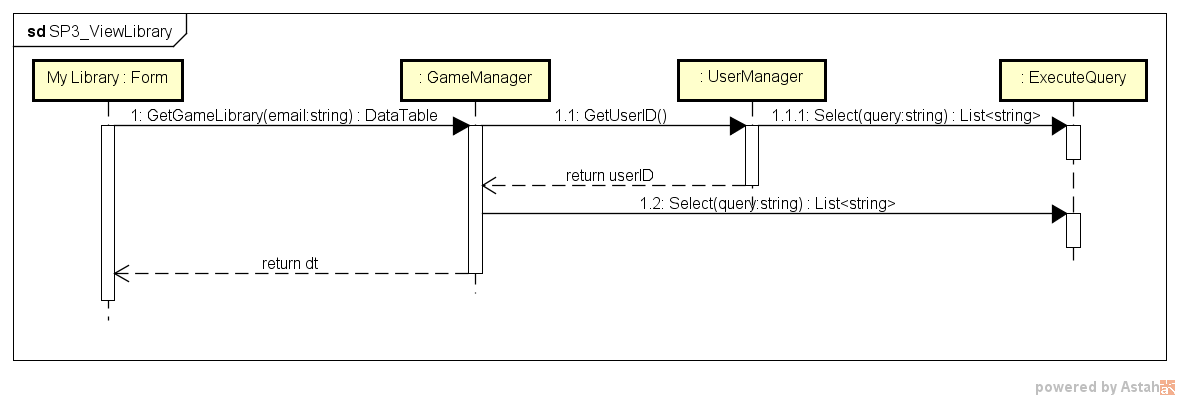 sd SP3_ViewLibrary
My Library : Form
: GameManager
: UserManager
: ExecuteQuery
1: GetGameLibrary(email:string) : DataTable
1.1: GetUserID()
1.1.1: Select(query:string) : List<string>
return userID
1.2: Select(query:string) : List<string>
return dt
powered by Astah